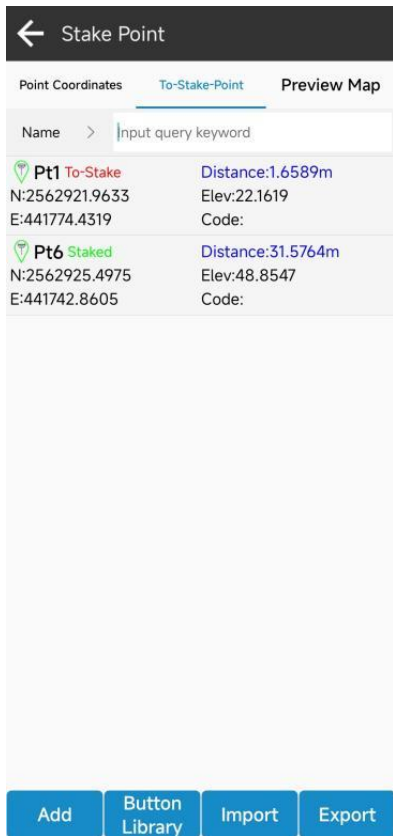 Stake Point
Point Coordinates To-Stake-Point Preview Map
Name > Input query keyword
Pt1 To-Stake Distance:1.6589m
N:2562921.9633 Elev:22.1619
E:441774.4319 Code:
Pt6 Staked Distance:31.5764m
N:2562925.4975 Elev:48.8547
E:441742.8605 Code:
Add Button Library Import Export